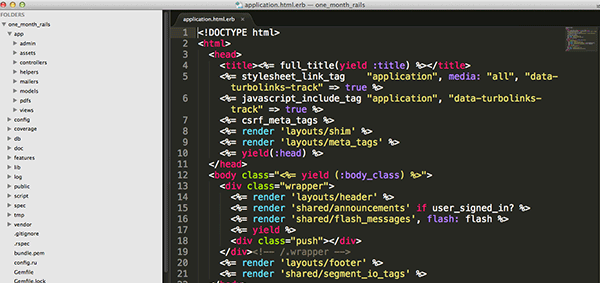 application.html.erb — one_month_rails
FOLDERS
one_month_rails
app
admin
assets
controllers
helpers
mailers
models
pdfs
views
config
coverage
db
doc
features
lib
log
public
script
spec
tmp
vendor
.gitignore
.rspec
bundle.pem
config.ru
Gemfile
Gemfile.lock
application.html.erb ×
1 <!DOCTYPE html>
2 <html>
3 <head>
4 <title><%= full_title(yield :title) %></title>
5 <%= stylesheet_link_tag "application", media: "all", "data-
turbolinks-track" => true %>
6 <%= javascript_include_tag "application", "data-turbolinks-
track" => true %>
7 <%= csrf_meta_tags %>
8 <%= render 'layouts/shim' %>
9 <%= render 'layouts/meta_tags' %>
10 <%= yield(:head) %>
11 </head>
12 <body class="<%= yield (:body_class) %>">
13 <div class="wrapper">
14 <%= render 'layouts/header' %>
15 <%= render 'shared/announcements' if user_signed_in? %>
16 <%= render 'shared/flash_messages', flash: flash %>
17 <%= yield %>
18 <div class="push"></div>
19 </div><!-- /.wrapper -->
20 <%= render 'layouts/footer' %>
21 <%= render 'shared/segment_io_tags' %>